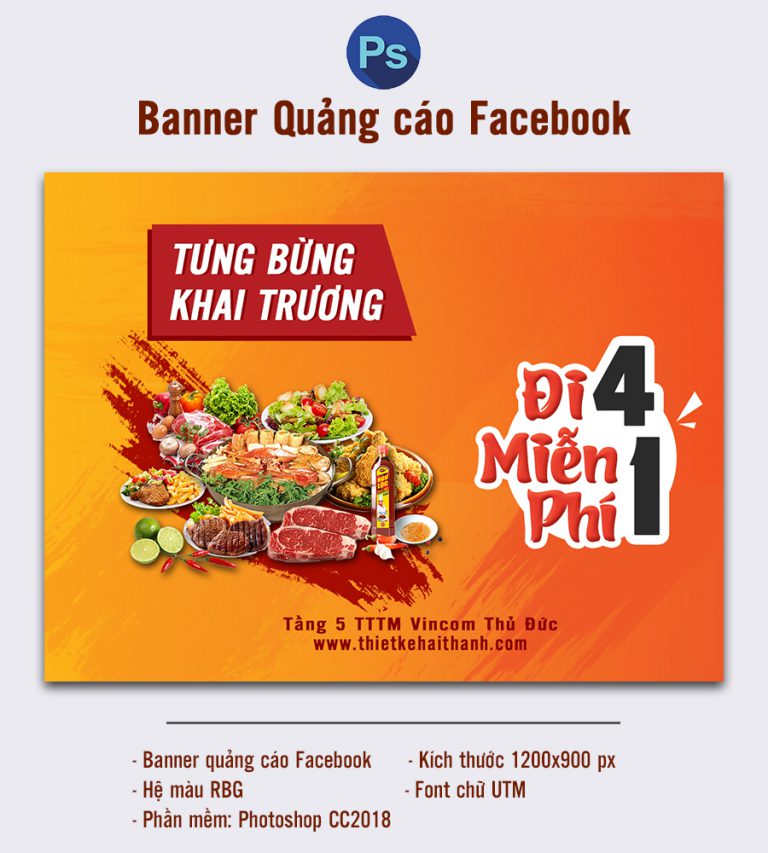 Ps
Banner Quảng cáo Facebook
TƯNG BỪNG
KHAI TRƯƠNG
Đi 4
Miễn 1
Phí
Tầng 5 TTTM Vincom Thủ Đức
www.thietkehaithanh.com
- Banner quảng cáo Facebook
- Kích thước 1200x900 px
- Hệ màu RBG
- Font chữ UTM
- Phần mềm: Photoshop CC2018